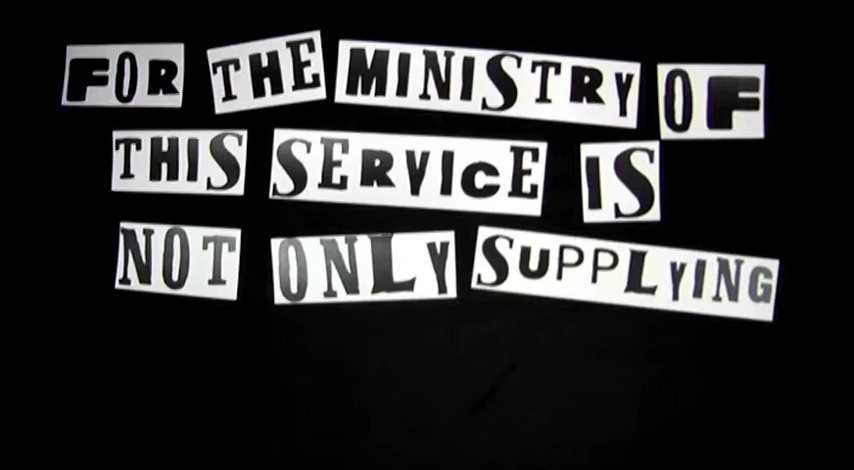 FOR THE MINISTRY OF
THIS SERVICE IS
NOT ONLY SUPPLYING